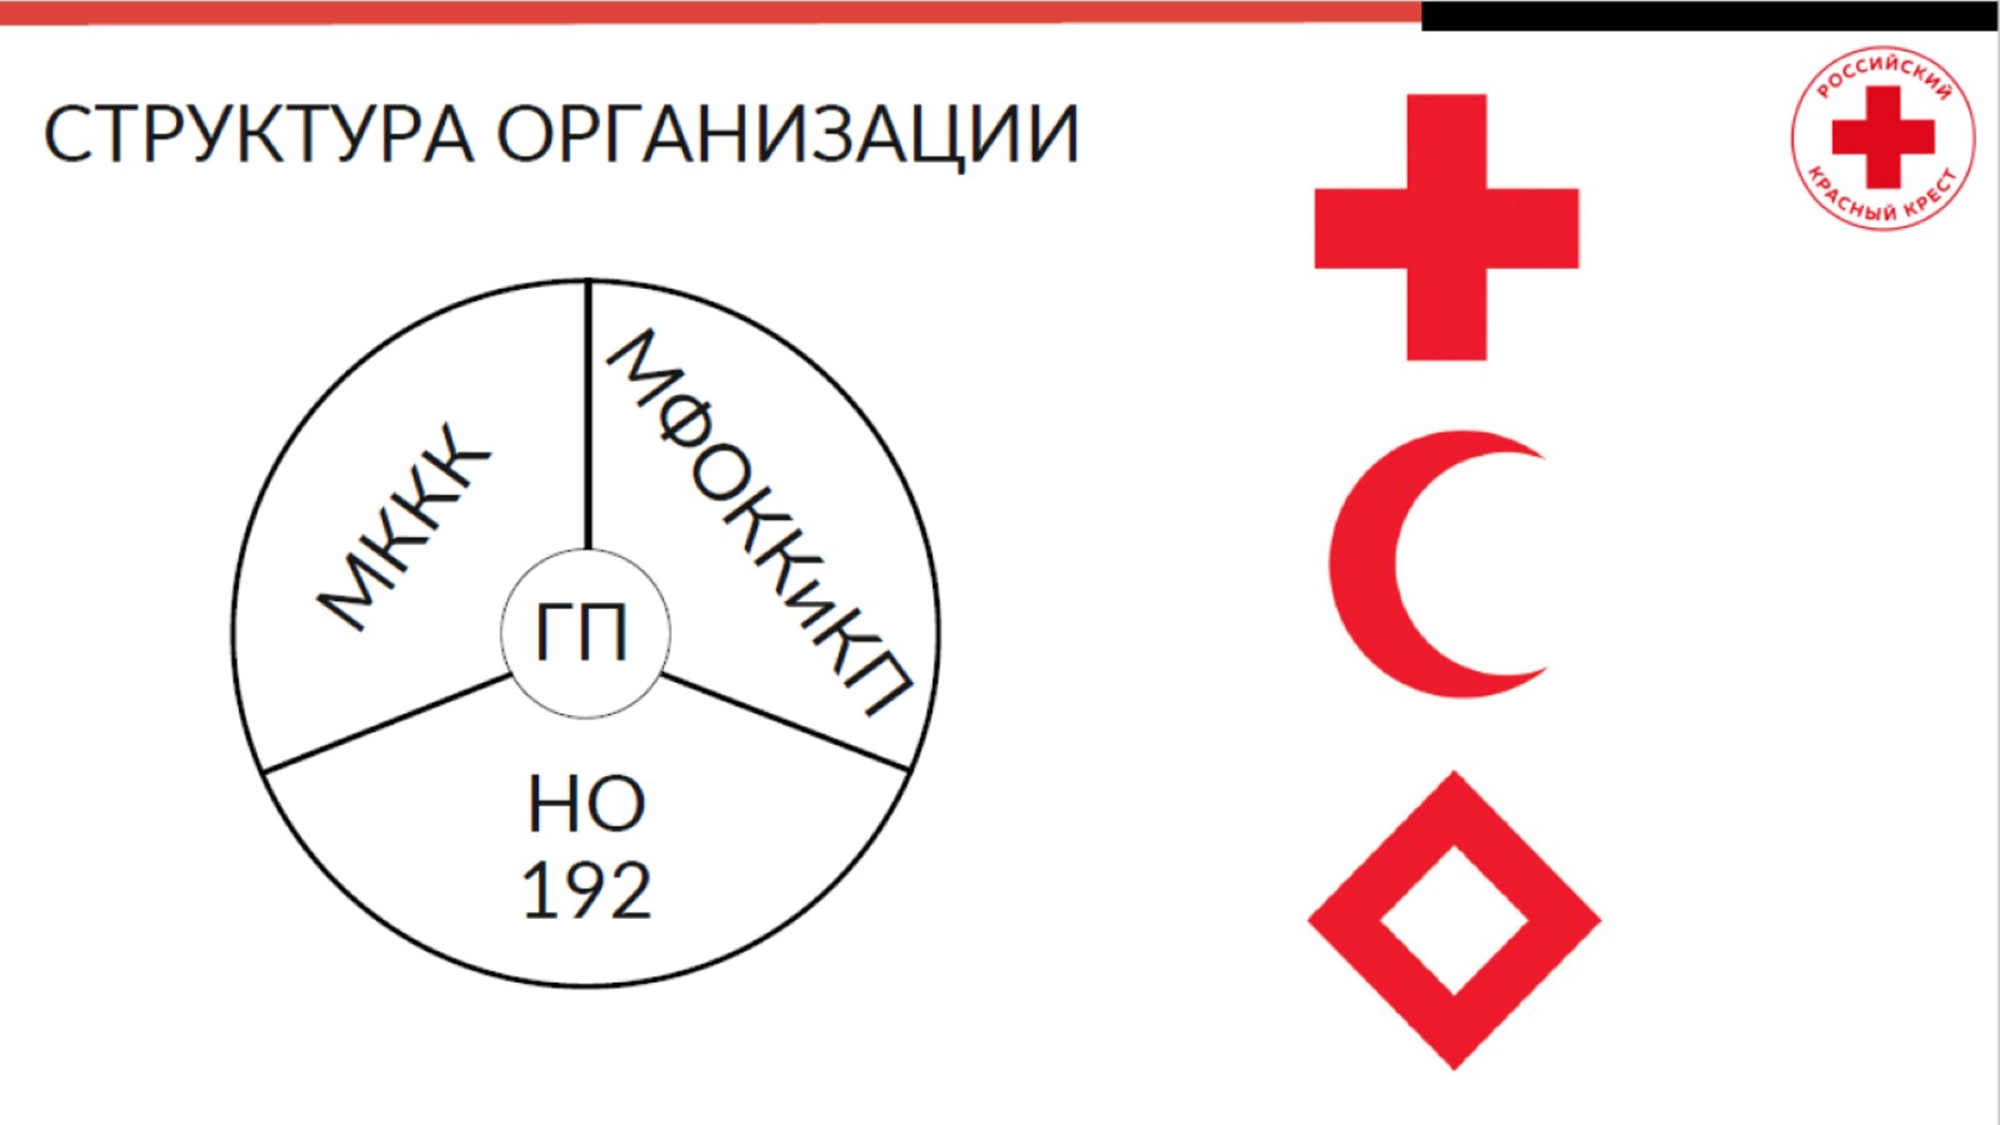 СТРУКТУРА ОРГАНИЗАЦИИ
РОССИЙСКИЙ
КРАСНЫЙ КРЕСТ
МККК
МФОККиКП
ГП
НО
192